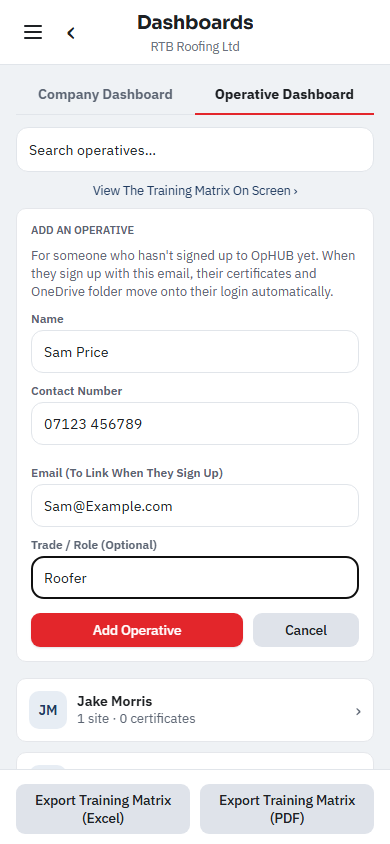 Dashboards
RTB Roofing Ltd
Company Dashboard
Operative Dashboard
Search operatives...
View The Training Matrix On Screen ›
ADD AN OPERATIVE
For someone who hasn't signed up to OpHUB yet. When
they sign up with this email, their certificates and
OneDrive folder move onto their login automatically.
Name
Sam Price
Contact Number
07123 456789
Email (To Link When They Sign Up)
Sam@Example.com
Trade / Role (Optional)
Roofer
Add Operative
Cancel
JM
Jake Morris
1 site · 0 certificates
Export Training Matrix
(Excel)
Export Training Matrix
(PDF)